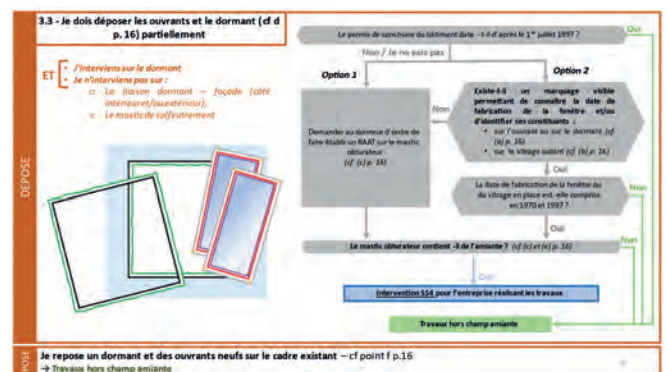 3.3 - Je dois déposer les ouvrants et le dormant (cf d
p. 16) partiellement
ET
• J'interviens sur le dormant
• Je n'interviens pas sur :
o La liaison dormant – façade (côté
intérieur et/ou extérieur),
o Le mastic de calfeutrement
DEPOSE
Le permis de construire du bâtiment date -t-il d'après le 1er juillet 1997 ?
Oui
Non / Je ne sais pas
Option 1
Option 2
Demander au donneur d'ordre de
faire établir un RAAT sur le mastic
obturateur
(cf (c) p. 16)
Non
Existe-t-il un marquage visible
permettant de connaître la date de
fabrication de la fenêtre et/ou
d'identifier ses constituants :
• sur l'ouvrant ou sur le dormant (cf
(b) p. 16)
• sur le vitrage isolant (cf (b) p. 16)
Oui
La date de fabrication de la fenêtre ou
du vitrage en place est -elle comprise
en 1970 et 1997 ?
Non
Oui
Le mastic obturateur contient -il de l'amiante ? (cf (c) et (e) p. 16)
Non
Oui
Intervention SS4 pour l'entreprise réalisant les travaux
Travaux hors champ amiante
POSE
Je repose un dormant et des ouvrants neufs sur le cadre existant – cf point f p.16
→ Travaux hors champ amiante